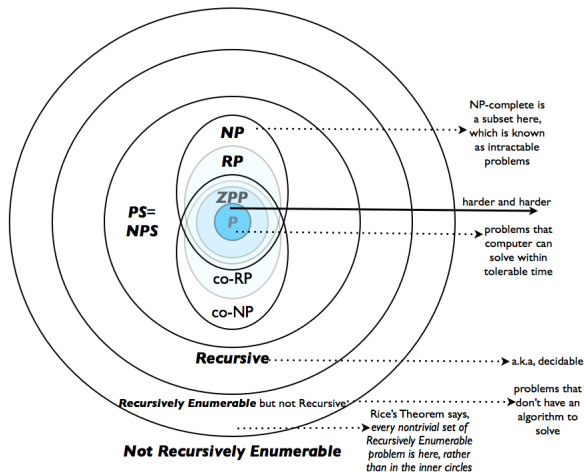 NP
RP
ZPP
P
PS=
NPS
co-RP
co-NP
Recursive
Recursively Enumerable but not Recursive
Not Recursively Enumerable
NP-complete is
a subset here,
which is known
as intractable
problems
harder and harder
problems that
computer can
solve within
tolerable time
a.k.a, decidable
problems that
don't have an
algorithm to
solve
Rice's Theorem says,
every nontrivial set of
Recursively Enumerable
problem is here, rather
than in the inner circles